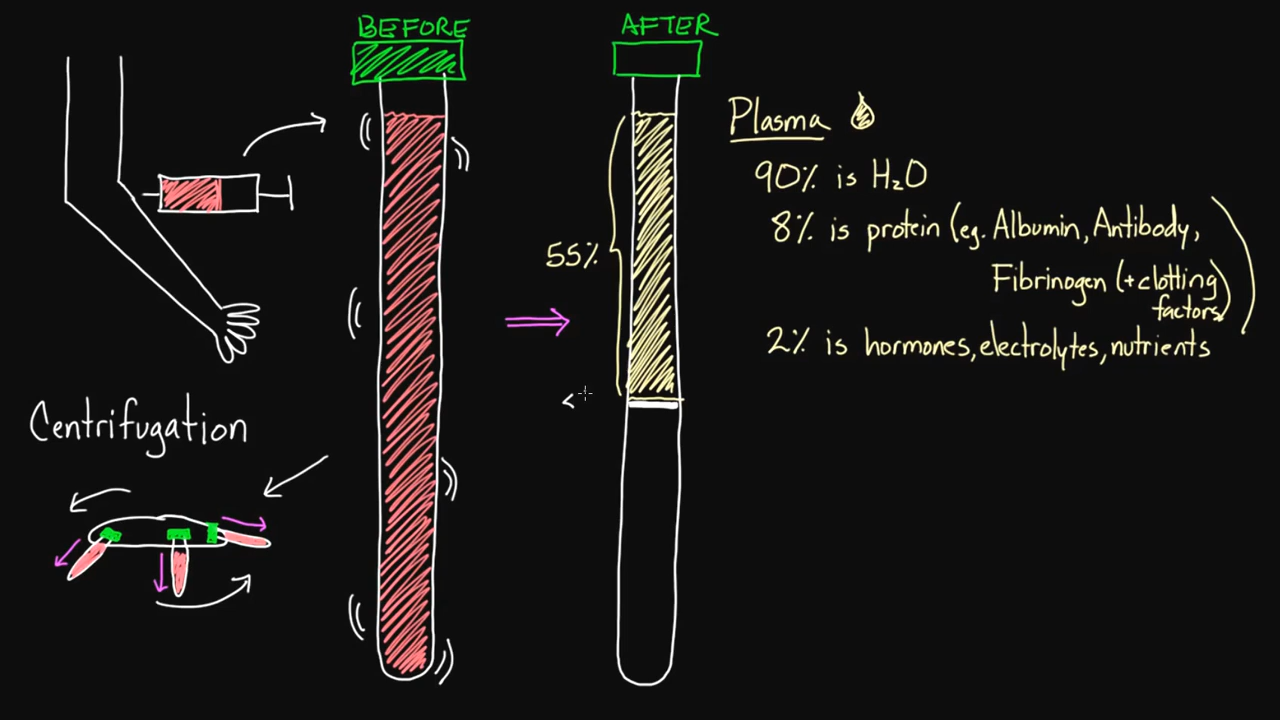 BEFORE
AFTER
Plasma
90% is H₂O
55%
8% is protein (eg. Albumin, Antibody,
Fibrinogen (+clotting
factors)
2% is hormones, electrolytes, nutrients
<
Centrifugation